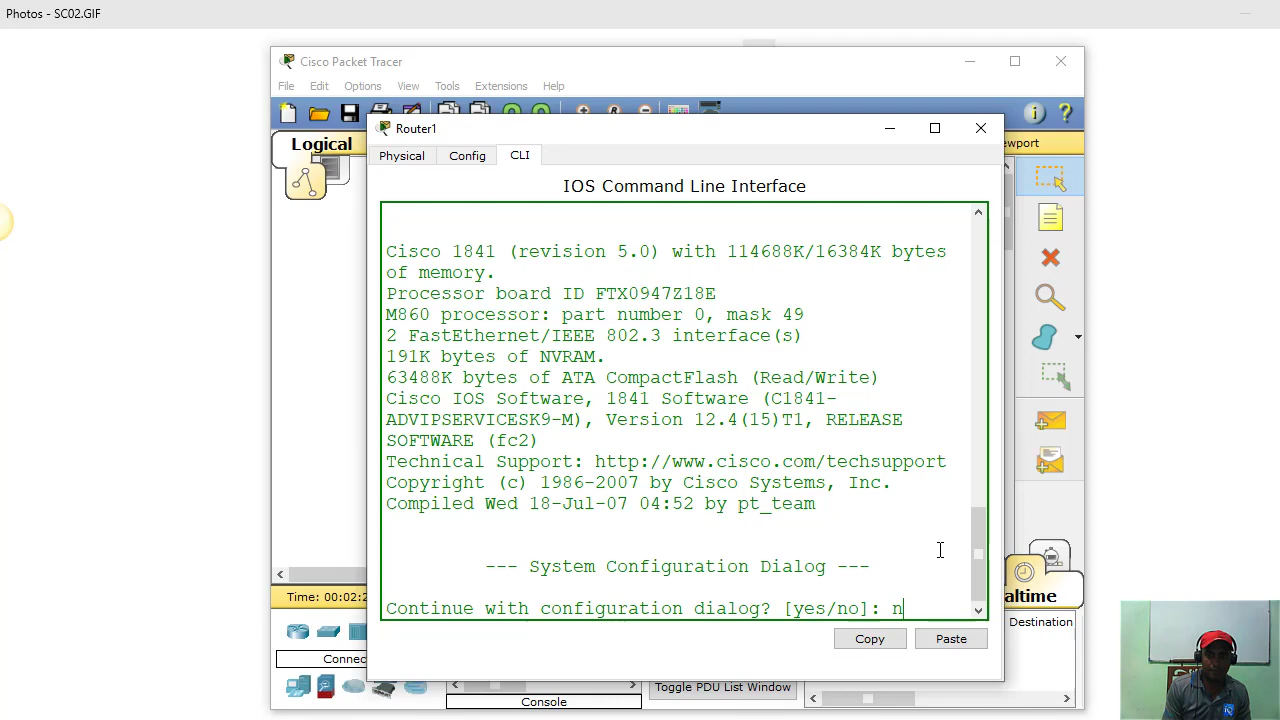 Photos - SC02.GIF
Cisco Packet Tracer
File Edit Options View Tools Extensions Help
Logical
Router1
Physical Config CLI
IOS Command Line Interface
Cisco 1841 (revision 5.0) with 114688K/16384K bytes
of memory.
Processor board ID FTX0947Z18E
M860 processor: part number 0, mask 49
2 FastEthernet/IEEE 802.3 interface(s)
191K bytes of NVRAM.
63488K bytes of ATA CompactFlash (Read/Write)
Cisco IOS Software, 1841 Software (C1841-
ADVIPSERVICESK9-M), Version 12.4(15)T1, RELEASE
SOFTWARE (fc2)
Technical Support: http://www.cisco.com/techsupport
Copyright (c) 1986-2007 by Cisco Systems, Inc.
Compiled Wed 18-Jul-07 04:52 by pt_team
--- System Configuration Dialog ---
Continue with configuration dialog? [yes/no]: n
Copy Paste
ewport
Time: 00:02:
altime
Destination
Connec
Toggle PDU List Window
Console